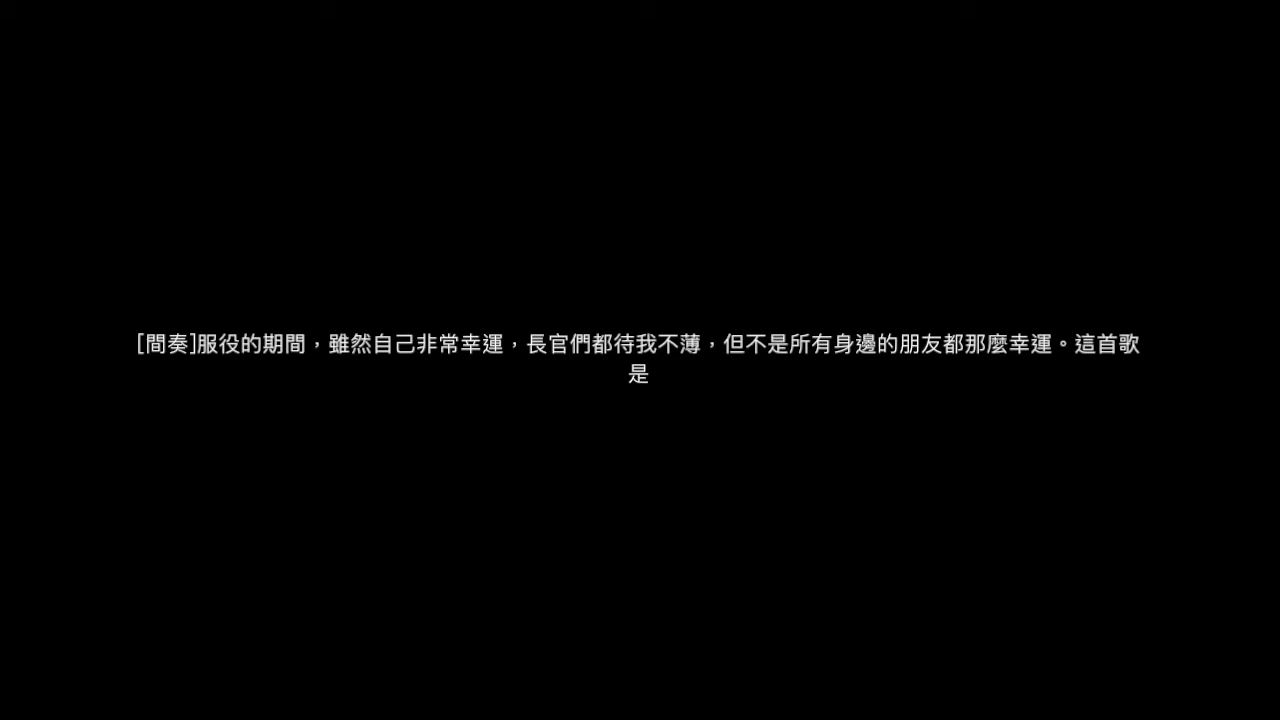 [間奏]服役的期間，雖然自己非常幸運，長官們都待我不薄，但不是所有身邊的朋友都那麼幸運。這首歌
是